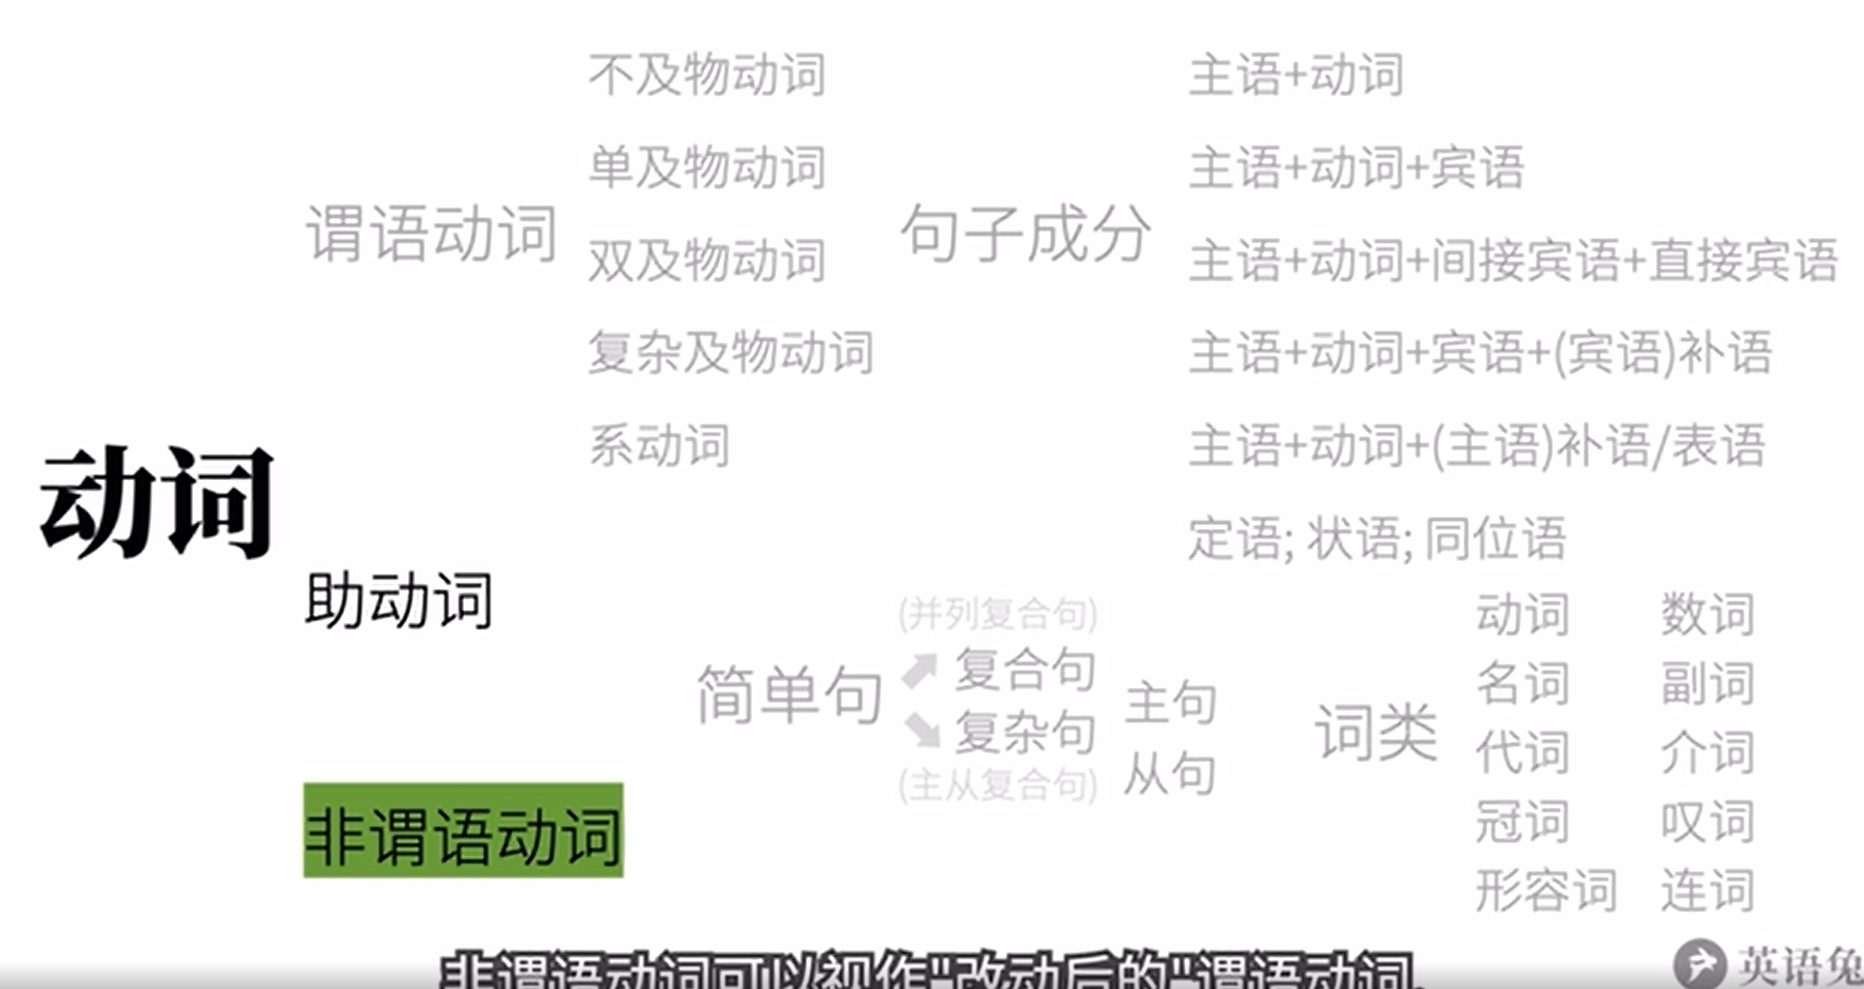 不及物动词
主语+动词
单及物动词
主语+动词+宾语
谓语动词
句子成分
双及物动词
主语+动词+间接宾语+直接宾语
复杂及物动词
主语+动词+宾语+(宾语)补语
系动词
主语+动词+(主语)补语/表语
动词
定语; 状语; 同位语
助动词
(并列复合句)
简单句
复合句
复杂句
(主从复合句)
主句
从句
词类
动词 数词
名词 副词
代词 介词
冠词 叹词
形容词 连词
非谓语动词
非谓语动词可以视作"改动后的"谓语动词,
英语兔